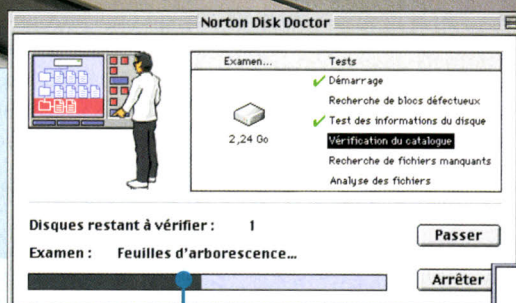 Norton Disk Doctor
Examen...
Tests
✓ Démarrage
Recherche de blocs défectueux
✓ Test des informations du disque
2,24 Go
Vérification du catalogue
Recherche de fichiers manquants
Analyse des fichiers
Disques restant à vérifier : 1
Passer
Examen : Feuilles d'arborescence...
Arrêter